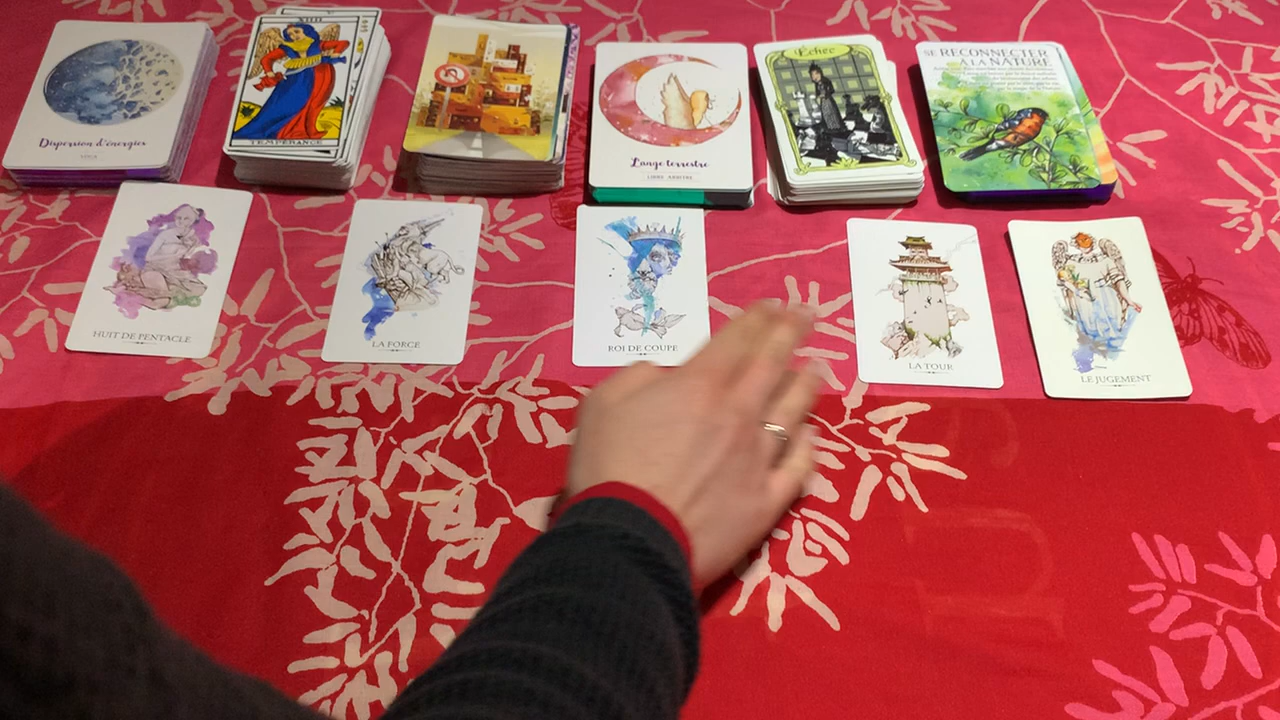 Dispersion d'énergies
XIIII
TEMPÉRANCE
L'ange terrestre
LIBRE ARBITRE
Échec
SE RECONNECTER
À LA NATURE
HUIT DE PENTACLE
LA FORCE
ROI DE COUPE
LA TOUR
LE JUGEMENT